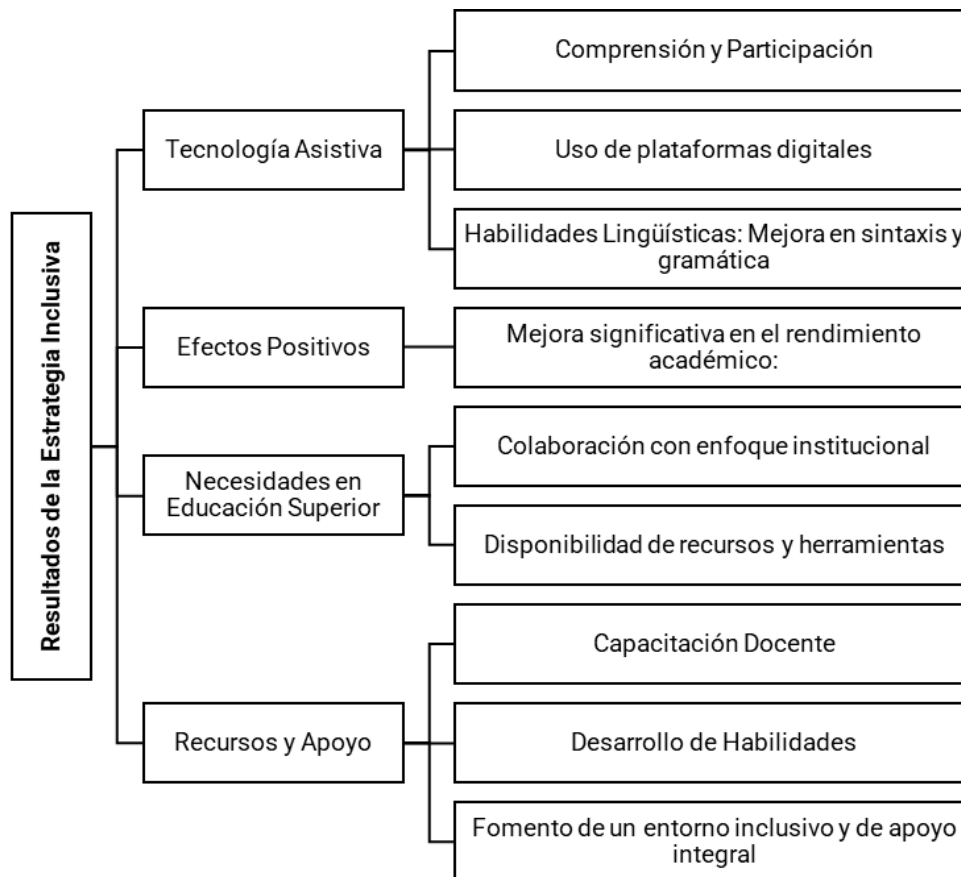 Resultados de la Estrategia Inclusiva
Tecnología Asistiva
Comprensión y Participación
Uso de plataformas digitales
Habilidades Lingüísticas: Mejora en sintaxis y
gramática
Efectos Positivos
Mejora significativa en el rendimiento
académico:
Necesidades en
Educación Superior
Colaboración con enfoque institucional
Disponibilidad de recursos y herramientas
Recursos y Apoyo
Capacitación Docente
Desarrollo de Habilidades
Fomento de un entorno inclusivo y de apoyo
integral